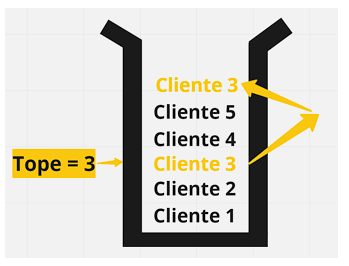 Cliente 3
Cliente 5
Cliente 4
Tope = 3 Cliente 3
Cliente 2
Cliente 1